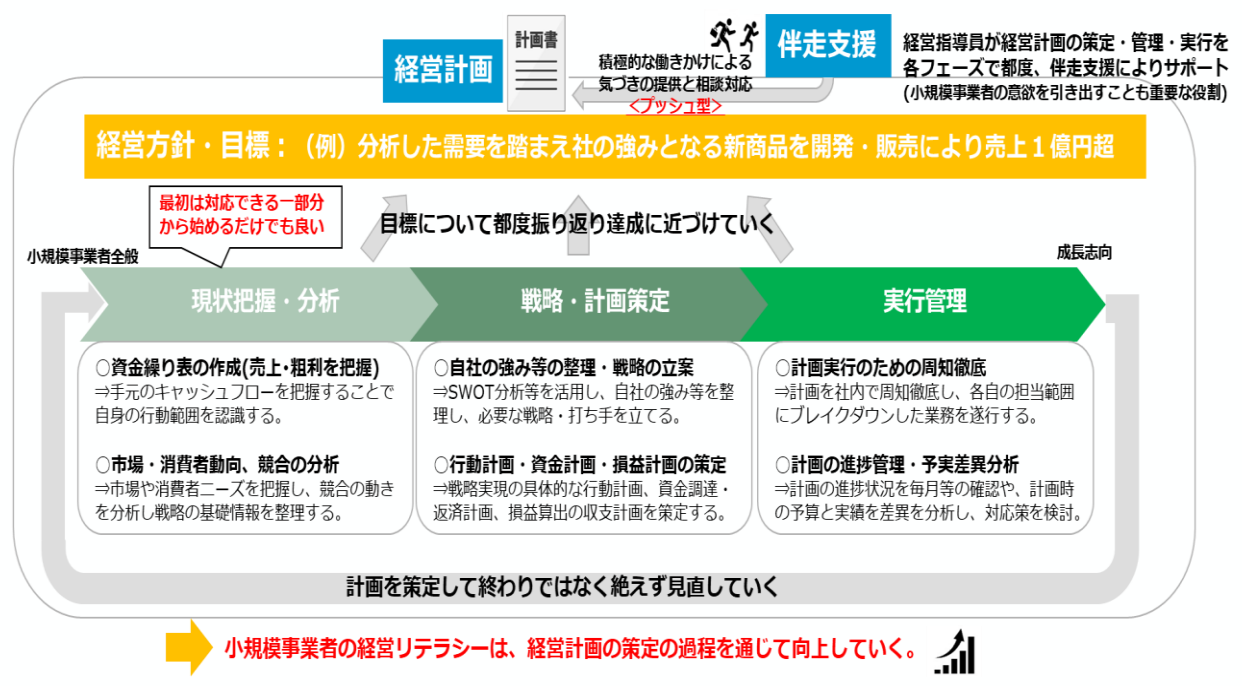 経営計画
計画書
積極的な働きかけによる
気づきの提供と相談対応
<プッシュ型>
伴走支援
経営指導員が経営計画の策定・管理・実行を
各フェーズで都度、伴走支援によりサポート
(小規模事業者の意欲を引き出すことも重要な役割)
経営方針・目標：（例）分析した需要を踏まえ社の強みとなる新商品を開発・販売により売上１億円超
最初は対応できる一部分
から始めるだけでも良い
目標について都度振り返り達成に近づけていく
小規模事業者全般
成長志向
現状把握・分析
戦略・計画策定
実行管理
○資金繰り表の作成(売上・粗利を把握)
⇒手元のキャッシュフローを把握することで
自身の行動範囲を認識する。
○市場・消費者動向、競合の分析
⇒市場や消費者ニーズを把握し、競合の動き
を分析し戦略の基礎情報を整理する。
○自社の強み等の整理・戦略の立案
⇒SWOT分析等を活用し、自社の強み等を整
理し、必要な戦略・打ち手を立てる。
○行動計画・資金計画・損益計画の策定
⇒戦略実現の具体的な行動計画、資金調達・
返済計画、損益算出の収支計画を策定する。
○計画実行のための周知徹底
⇒計画を社内で周知徹底し、各自の担当範囲
にブレイクダウンした業務を遂行する。
○計画の進捗管理・予実差異分析
⇒計画の進捗状況を毎月等の確認や、計画時
の予算と実績を差異を分析し、対応策を検討。
計画を策定して終わりではなく絶えず見直していく
小規模事業者の経営リテラシーは、経営計画の策定の過程を通じて向上していく。